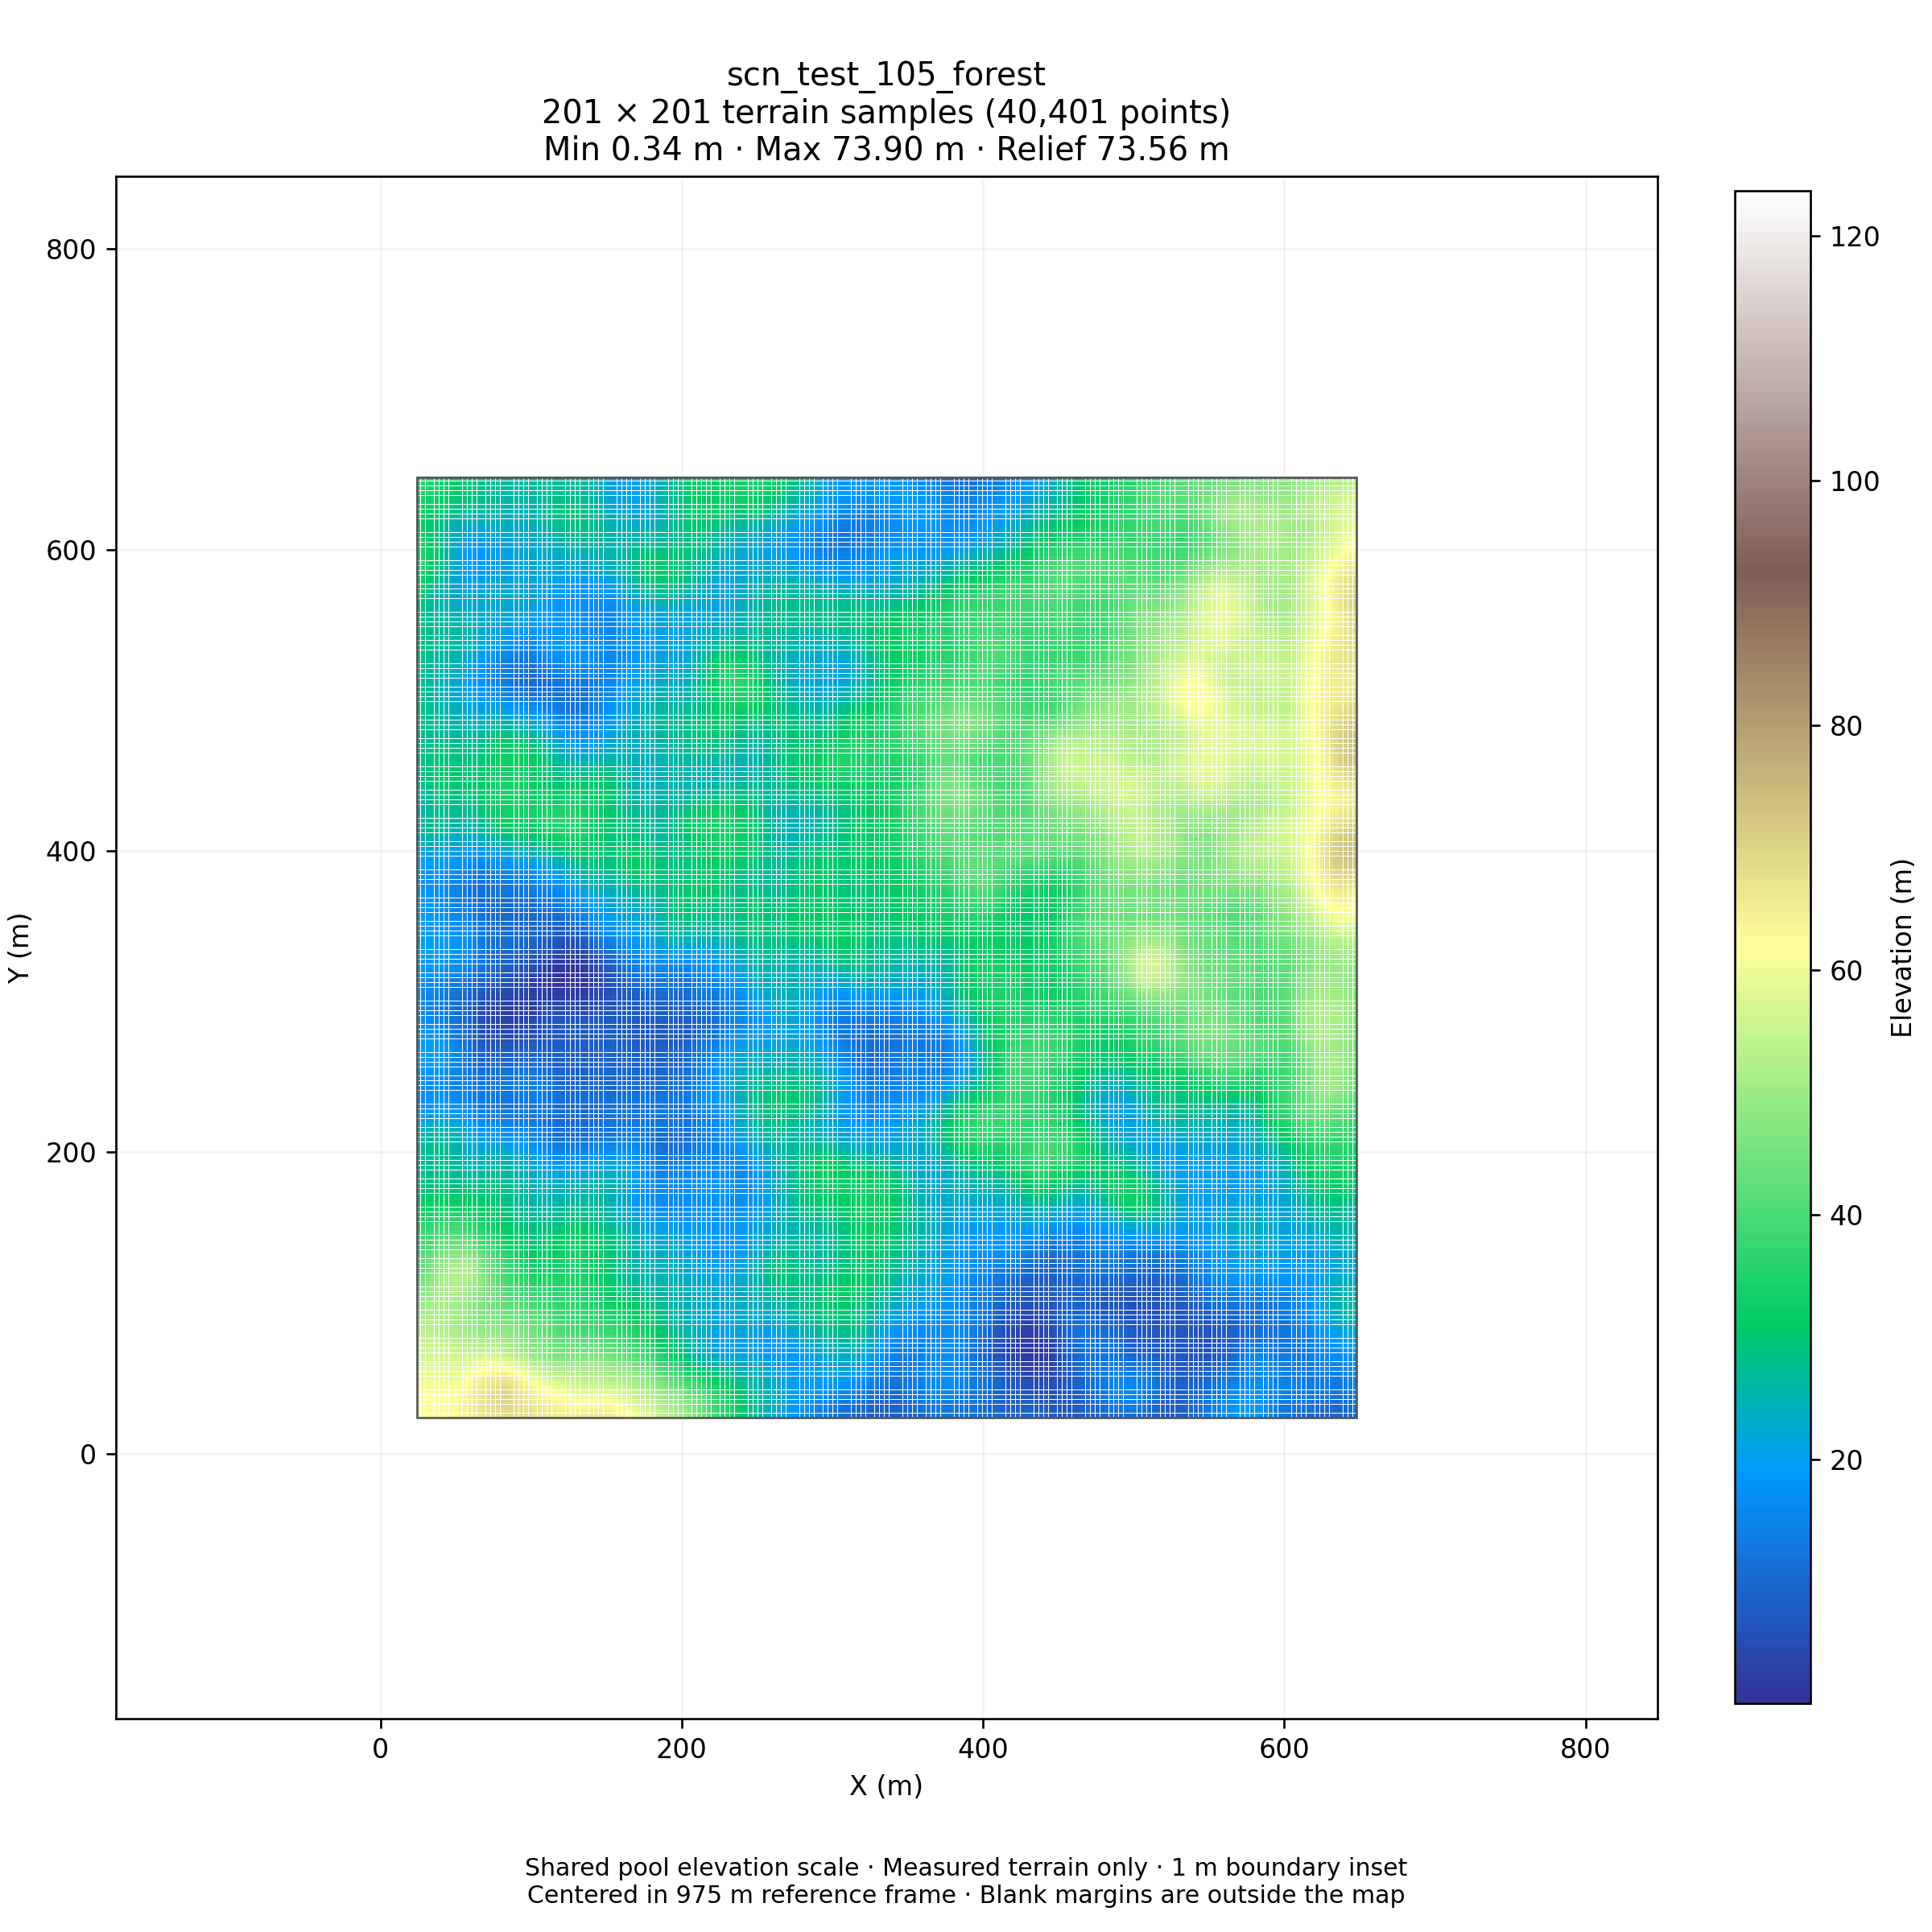 scn_test_105_forest
201 × 201 terrain samples (40,401 points)
Min 0.34 m · Max 73.90 m · Relief 73.56 m
800
600
400
200
0
Y (m)
0
200
400
600
800
X (m)
120
100
80
60
40
20
Elevation (m)
Shared pool elevation scale · Measured terrain only · 1 m boundary inset
Centered in 975 m reference frame · Blank margins are outside the map